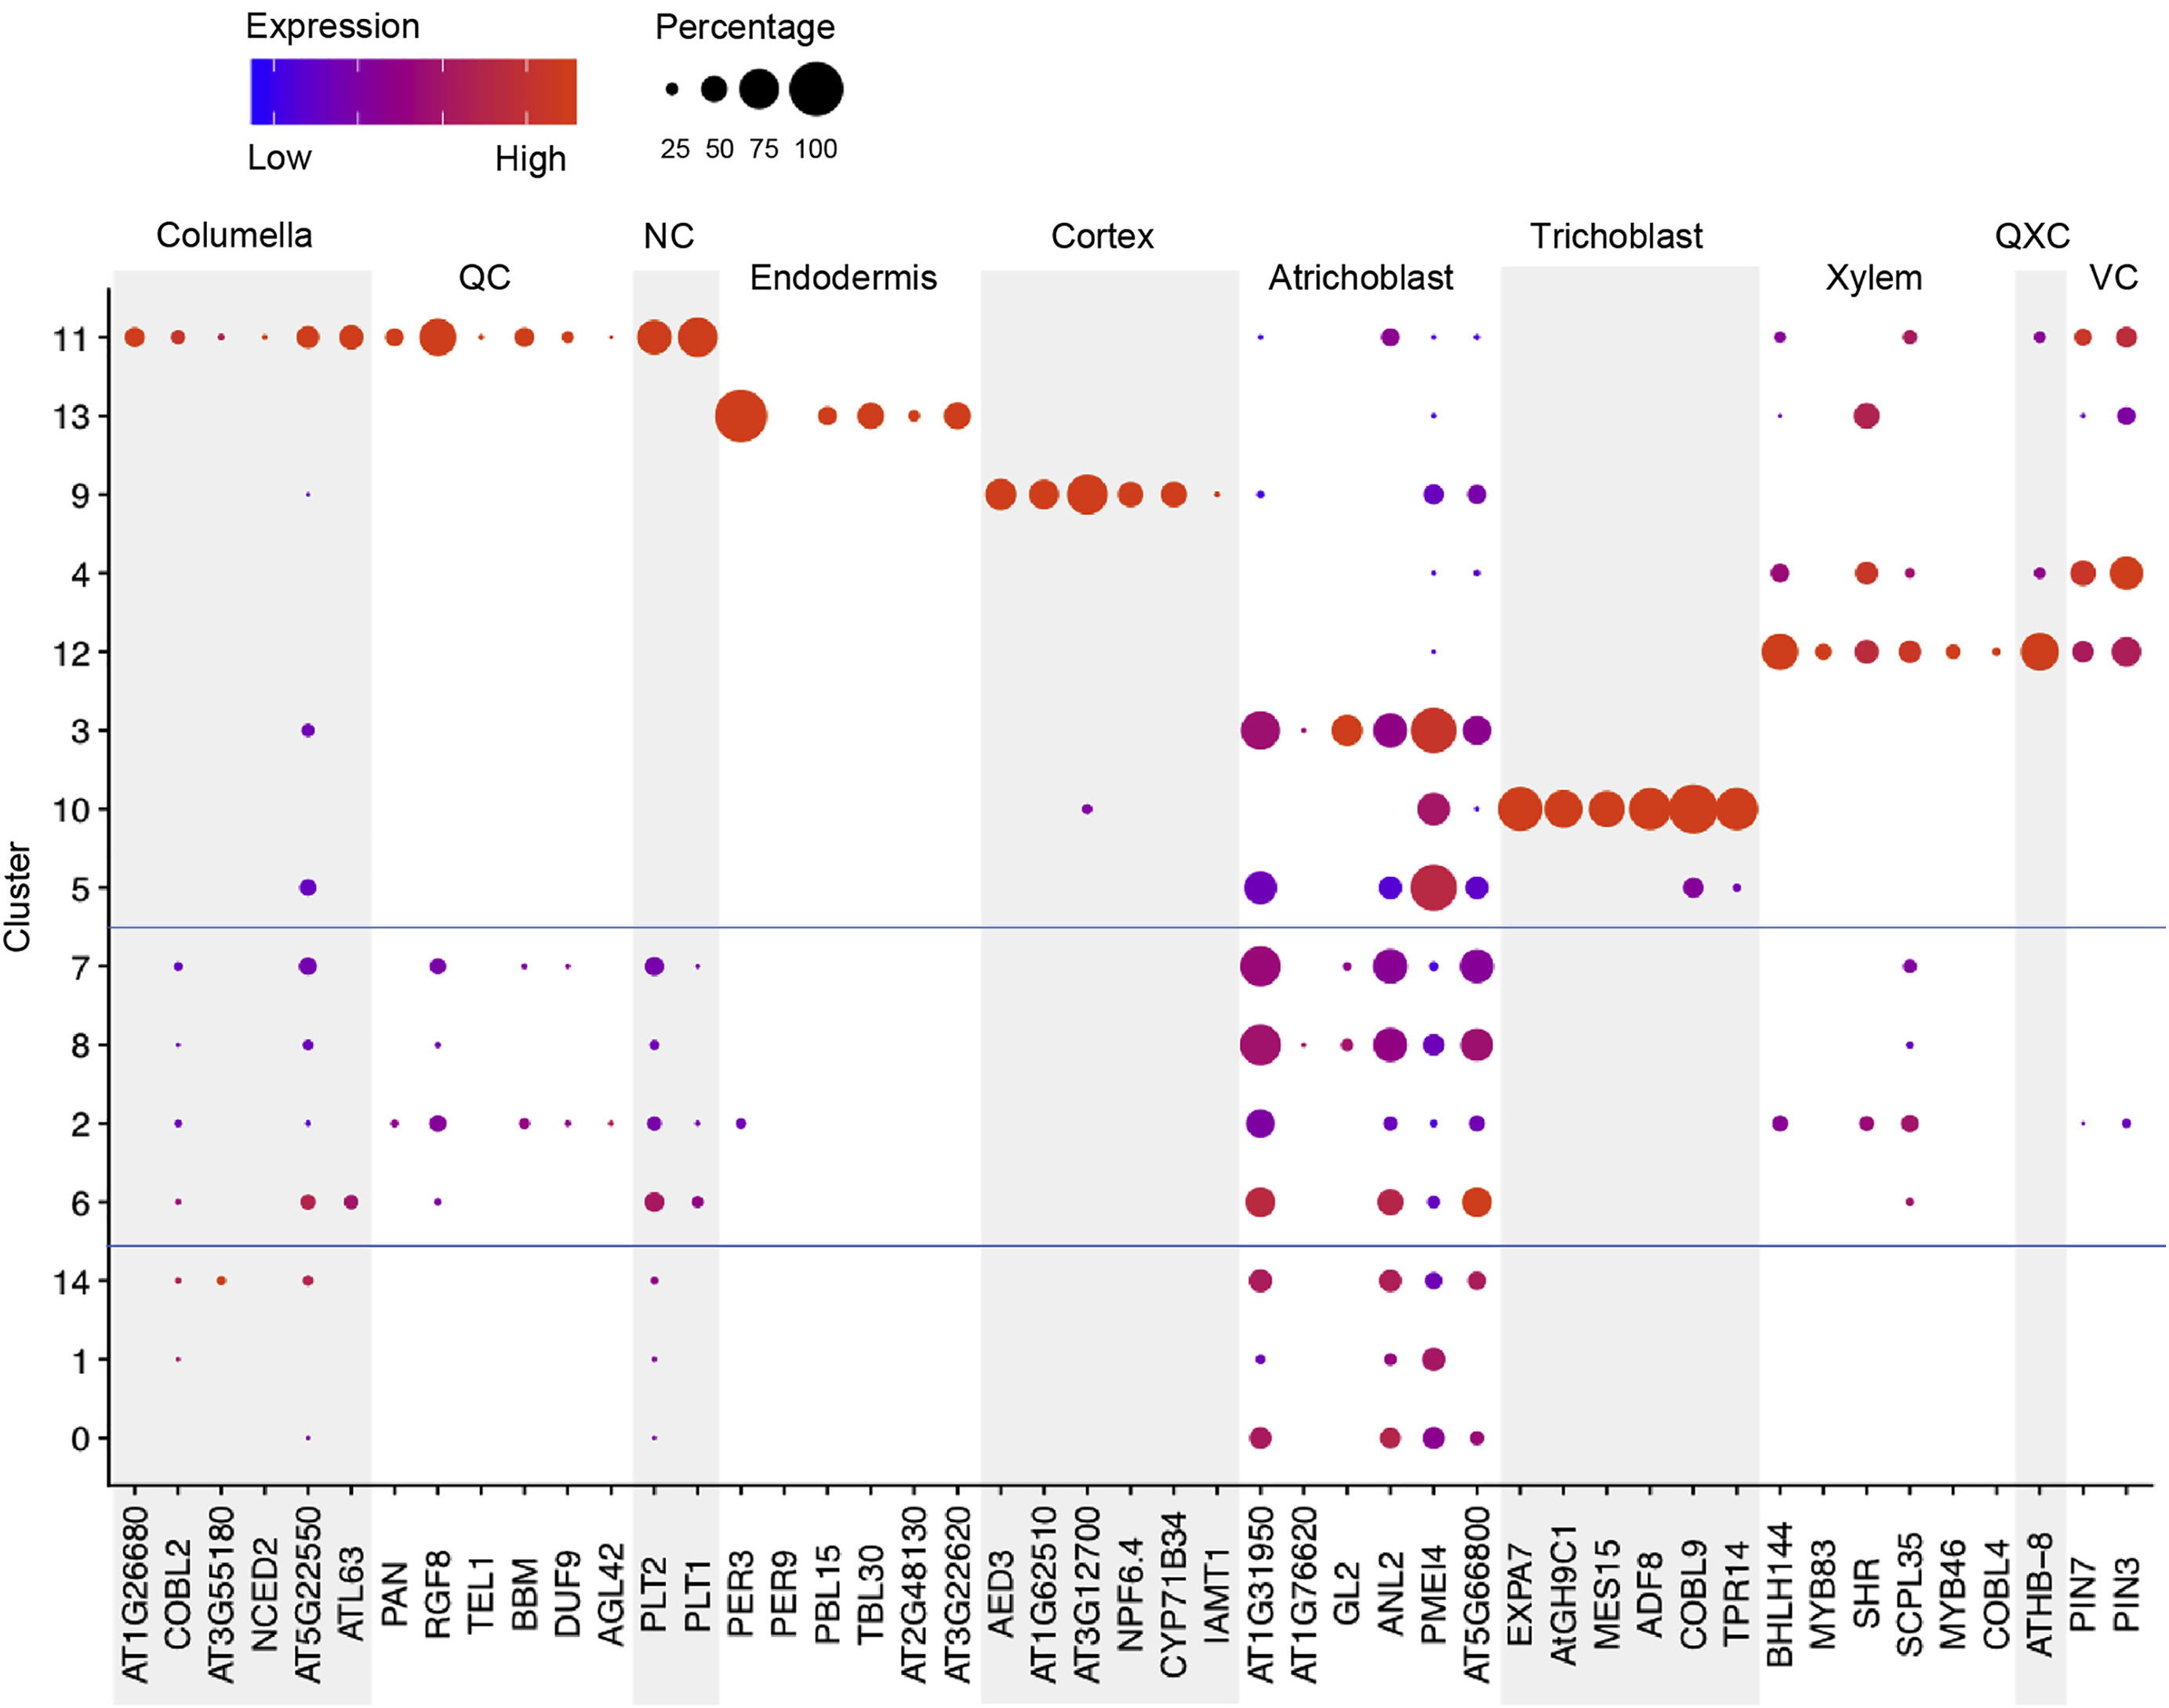 Expression
Percentage
Low
High
25 50 75 100
Columella
NC
Cortex
Trichoblast
QXC
QC
Endodermis
Atrichoblast
Xylem
VC
Cluster
11
13
9
4
12
3
10
5
7
8
2
6
14
1
0
AT1G26680
COBL2
AT3G55180
NCED2
AT5G22550
ATL63
PAN
RGF8
TEL1
BBM
DUF9
AGL42
PLT2
PLT1
PER3
PER9
PBL15
TBL30
AT2G48130
AT3G22620
AED3
AT1G62510
AT3G12700
NPF6.4
CYP71B34
IAMT1
AT1G31950
AT1G76620
GL2
ANL2
PMEI4
AT5G66800
EXPA7
AtGH9C1
MES15
ADF8
COBL9
TPR14
BHLH144
MYB83
SHR
SCPL35
MYB46
COBL4
ATHB-8
PIN7
PIN3